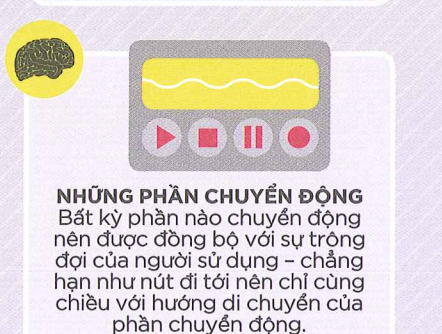 NHỮNG PHẦN CHUYỂN ĐỘNG
Bất kỳ phần nào chuyển động
nên được đồng bộ với sự trông
đợi của người sử dụng – chẳng
hạn như nút đi tới nên chỉ cùng
chiều với hướng di chuyển của
phần chuyển động.